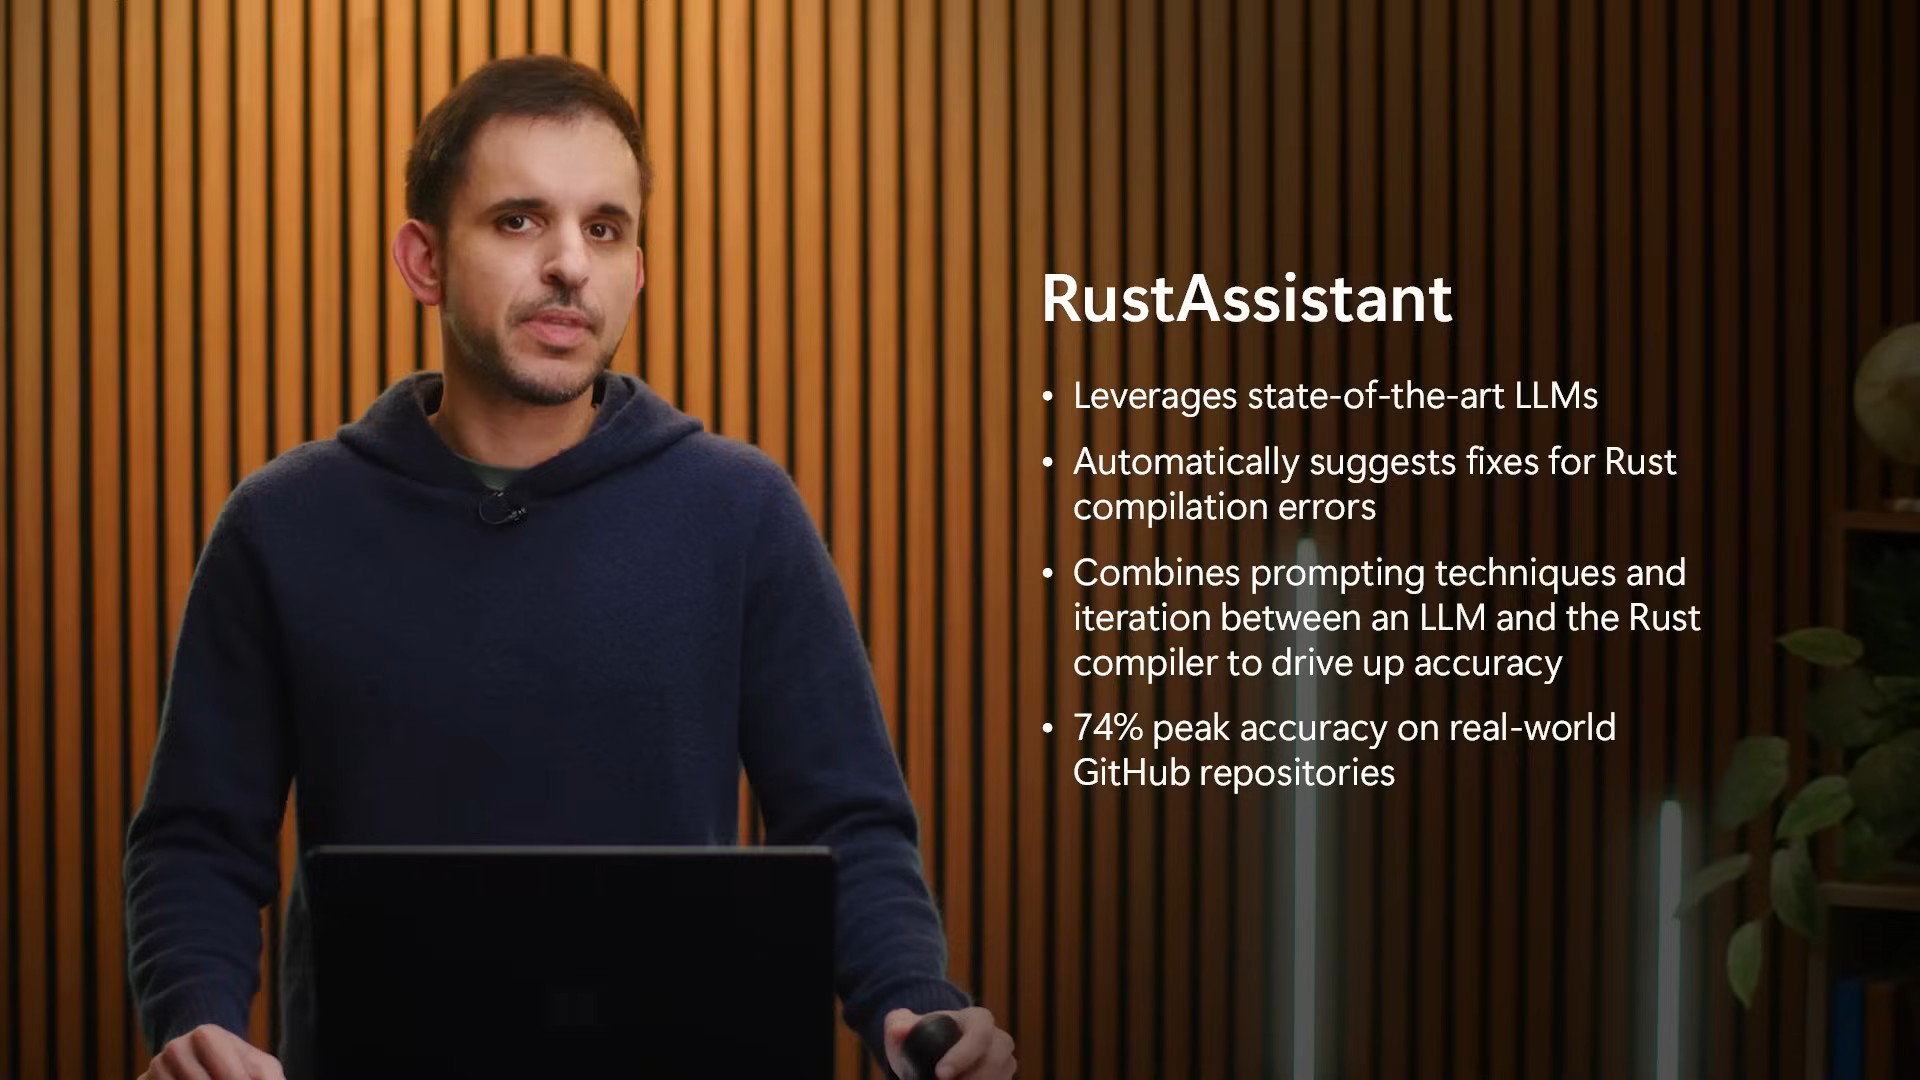 RustAssistant
• Leverages state-of-the-art LLMs
• Automatically suggests fixes for Rust
compilation errors
• Combines prompting techniques and
iteration between an LLM and the Rust
compiler to drive up accuracy
• 74% peak accuracy on real-world
GitHub repositories